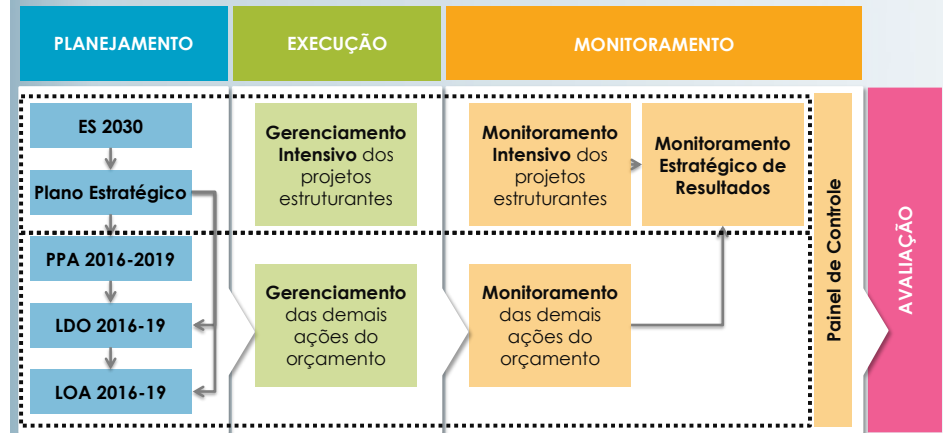 PLANEJAMENTO
EXECUÇÃO
MONITORAMENTO
ES 2030
Plano Estratégico
PPA 2016-2019
LDO 2016-19
LOA 2016-19
Gerenciamento
Intensivo dos
projetos
estruturantes
Gerenciamento
das demais
ações do
orçamento
Monitoramento
Intensivo dos
projetos
estruturantes
Monitoramento
Estratégico de
Resultados
Monitoramento
das demais
ações do
orçamento
Painel de Controle
AVALIAÇÃO